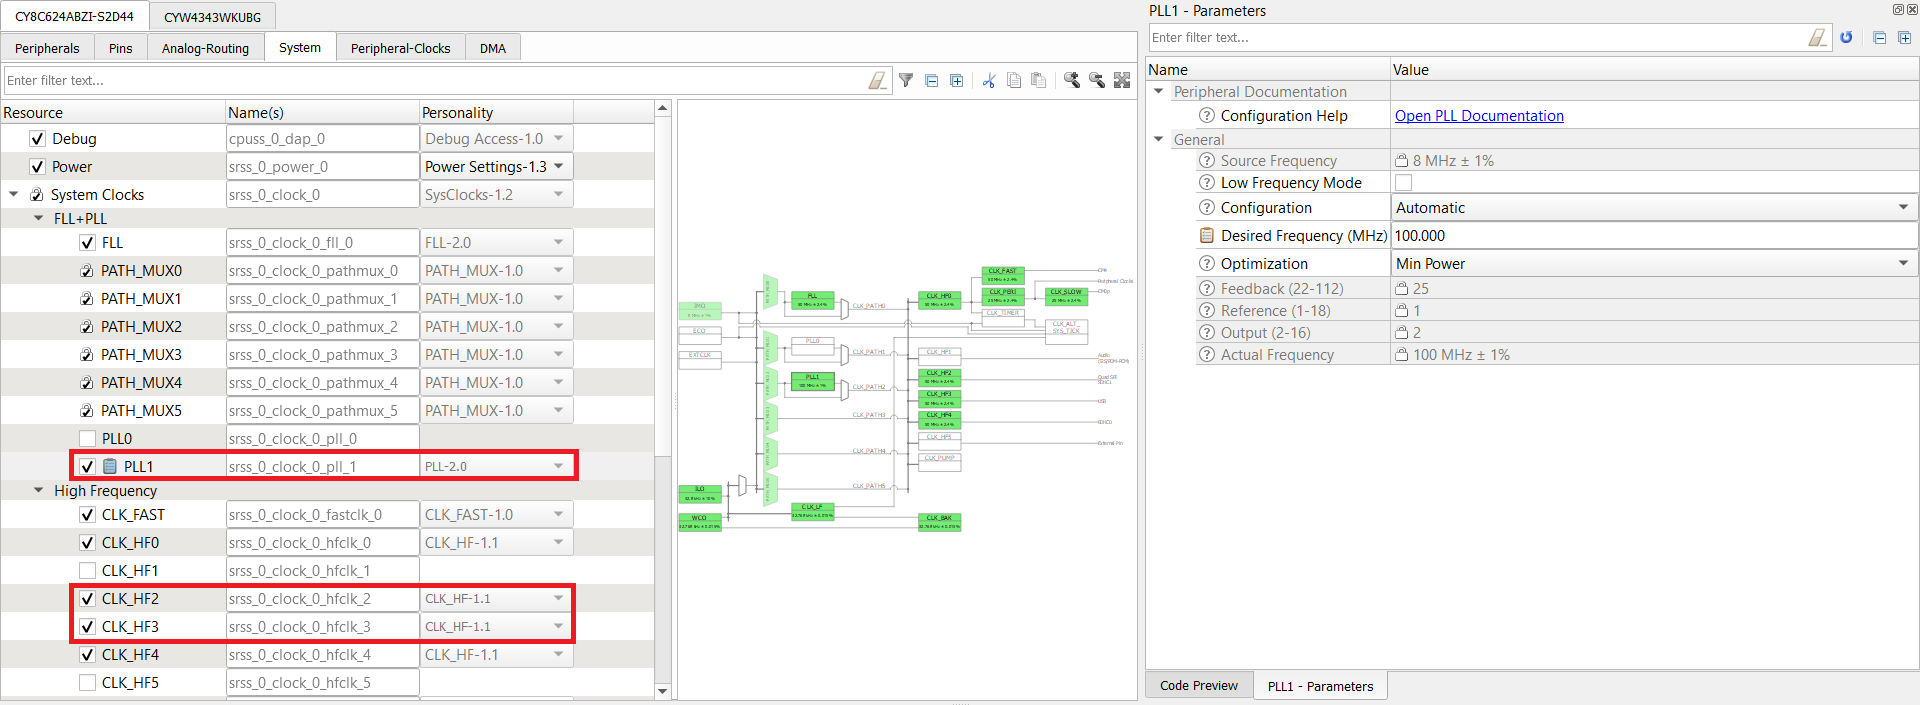 CY8C624ABZI-S2D44 CYW4343WKUBG
Peripherals Pins Analog-Routing System Peripheral-Clocks DMA
Enter filter text...
Resource Name(s) Personality
Debug cpuss_0_dap_0 Debug Access-1.0
Power srss_0_power_0 Power Settings-1.3
System Clocks srss_0_clock_0 SysClocks-1.2
FLL+PLL
FLL srss_0_clock_0_fll_0 FLL-2.0
PATH_MUX0 srss_0_clock_0_pathmux_0 PATH_MUX-1.0
PATH_MUX1 srss_0_clock_0_pathmux_1 PATH_MUX-1.0
PATH_MUX2 srss_0_clock_0_pathmux_2 PATH_MUX-1.0
PATH_MUX3 srss_0_clock_0_pathmux_3 PATH_MUX-1.0
PATH_MUX4 srss_0_clock_0_pathmux_4 PATH_MUX-1.0
PATH_MUX5 srss_0_clock_0_pathmux_5 PATH_MUX-1.0
PLL0 srss_0_clock_0_pll_0
PLL1 srss_0_clock_0_pll_1 PLL-2.0
High Frequency
CLK_FAST srss_0_clock_0_fastclk_0 CLK_FAST-1.0
CLK_HF0 srss_0_clock_0_hfclk_0 CLK_HF-1.1
CLK_HF1 srss_0_clock_0_hfclk_1
CLK_HF2 srss_0_clock_0_hfclk_2 CLK_HF-1.1
CLK_HF3 srss_0_clock_0_hfclk_3 CLK_HF-1.1
CLK_HF4 srss_0_clock_0_hfclk_4 CLK_HF-1.1
CLK_HF5 srss_0_clock_0_hfclk_5
CLK_FAST
IMO FLL CLK_PATH0 CLK_HF0 CLK_PERI CLK_SLOW
Peripheral Clocks
CLK_TIMER
ECO CLK_ALT_
SYS_TICK
EXTCLK PLL0 CLK_PATH1 CLK_HF1
PLL1 CLK_PATH2 CLK_HF2
100 MHz ± 1%
CLK_HF3 USB
CLK_PATH3 CLK_HF4
CLK_HF5 External Pin
CLK_PATH4 CLK_PUMP
ILO CLK_PATH5
CLK_LF
WCO CLK_BAK
PLL1 - Parameters
Enter filter text...
Name Value
Peripheral Documentation
Configuration Help Open PLL Documentation
General
Source Frequency 8 MHz ± 1%
Low Frequency Mode
Configuration Automatic
Desired Frequency (MHz) 100.000
Optimization Min Power
Feedback (22-112) 25
Reference (1-18) 1
Output (2-16) 2
Actual Frequency 100 MHz ± 1%
Code Preview PLL1 - Parameters